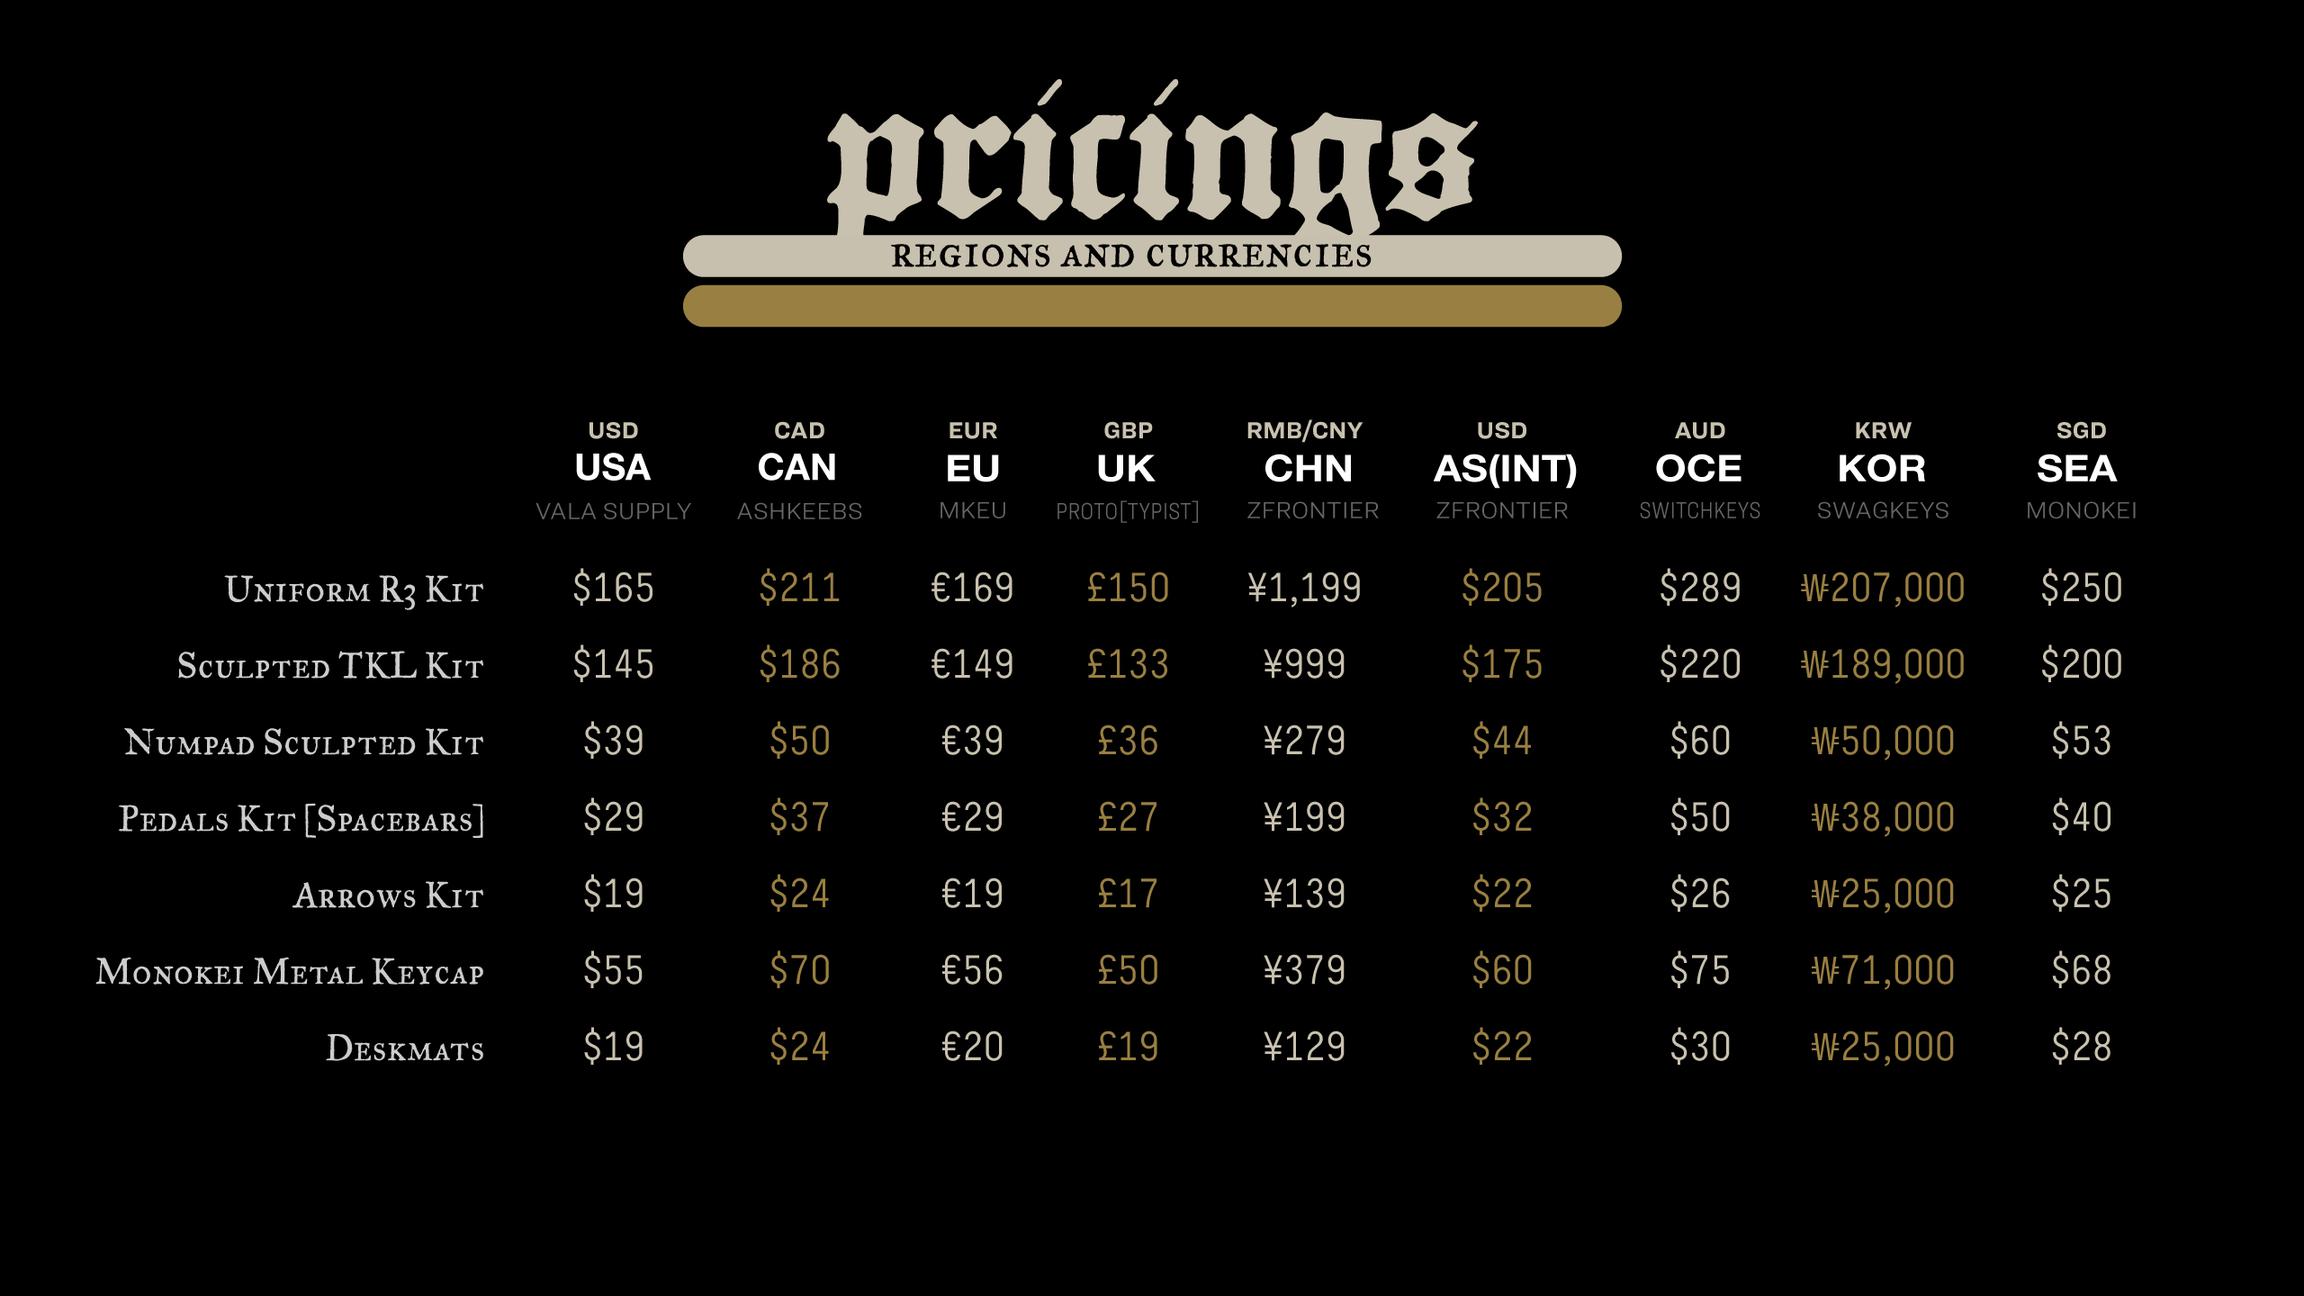 prícíngs
REGIONS AND CURRENCIES
USD CAD EUR GBP RMB/CNY USD AUD KRW SGD
USA CAN EU UK CHN AS(INT) OCE KOR SEA
VALA SUPPLY ASHKEEBS MKEU PROTO[TYPIST] ZFRONTIER ZFRONTIER SWITCHKEYS SWAGKEYS MONOKEI
Uniform R3 Kit $165 $211 €169 £150 ¥1,199 $205 $289 ₩207,000 $250
Sculpted TKL Kit $145 $186 €149 £133 ¥999 $175 $220 ₩189,000 $200
Numpad Sculpted Kit $39 $50 €39 £36 ¥279 $44 $60 ₩50,000 $53
Pedals Kit [Spacebars] $29 $37 €29 £27 ¥199 $32 $50 ₩38,000 $40
Arrows Kit $19 $24 €19 £17 ¥139 $22 $26 ₩25,000 $25
Monokei Metal Keycap $55 $70 €56 £50 ¥379 $60 $75 ₩71,000 $68
Deskmats $19 $24 €20 £19 ¥129 $22 $30 ₩25,000 $28